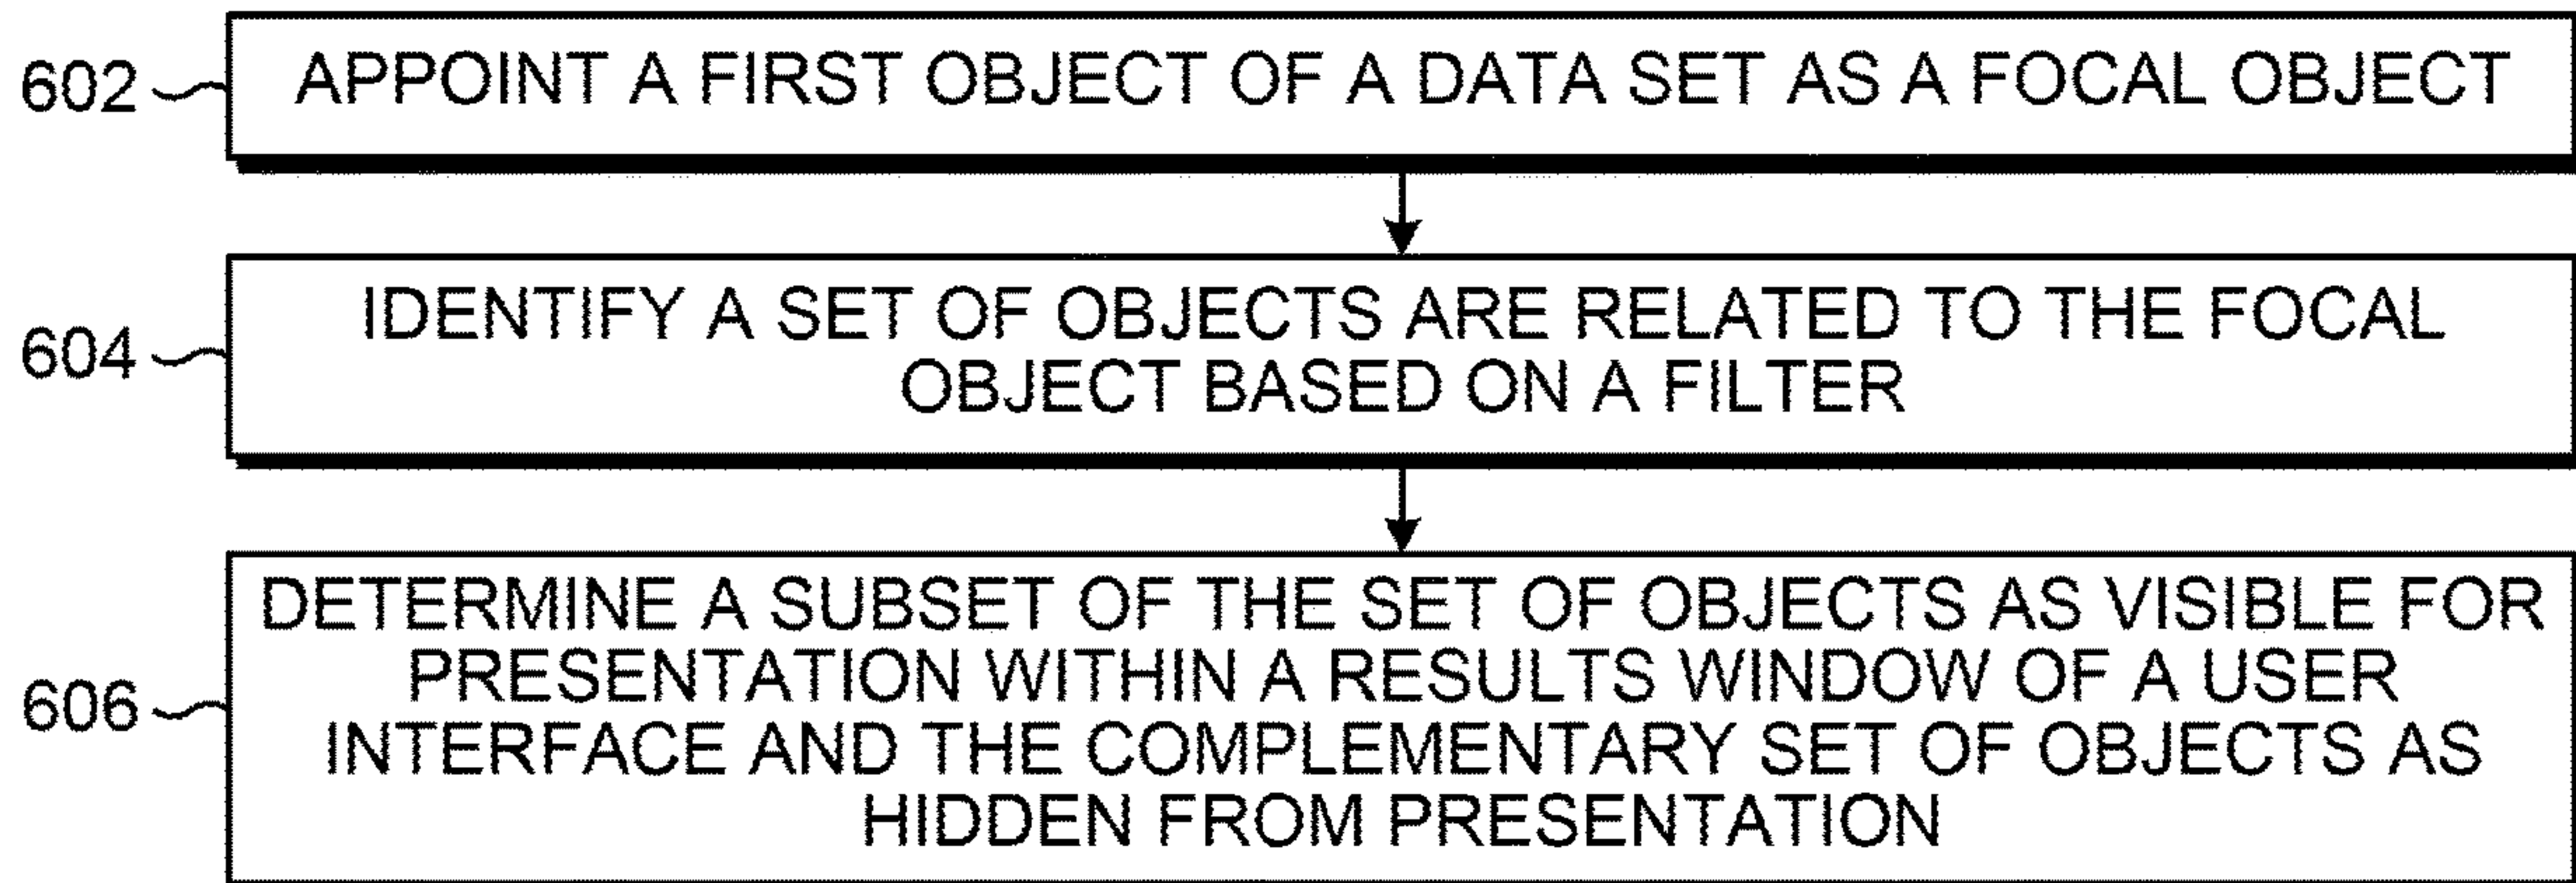 602
APPOINT A FIRST OBJECT OF A DATA SET AS A FOCAL OBJECT
604
IDENTIFY A SET OF OBJECTS ARE RELATED TO THE FOCAL
OBJECT BASED ON A FILTER
606
DETERMINE A SUBSET OF THE SET OF OBJECTS AS VISIBLE FOR
PRESENTATION WITHIN A RESULTS WINDOW OF A USER
INTERFACE AND THE COMPLEMENTARY SET OF OBJECTS AS
HIDDEN FROM PRESENTATION